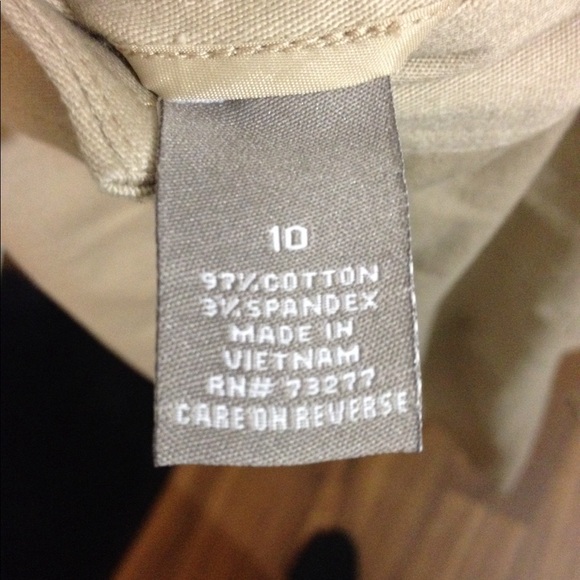 10
97% COTTON
3% SPANDEX
MADE IN
VIETNAM
RN# 73277
CARE ON REVERSE